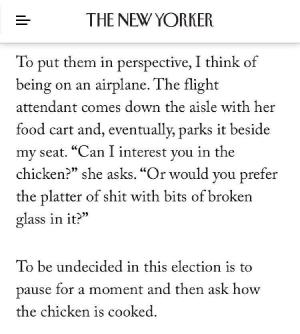 THE NEW YORKER
To put them in perspective, I think of
being on an airplane. The flight
attendant comes down the aisle with her
food cart and, eventually, parks it beside
my seat. “Can I interest you in the
chicken?” she asks. “Or would you prefer
the platter of shit with bits of broken
glass in it?”
To be undecided in this election is to
pause for a moment and then ask how
the chicken is cooked.